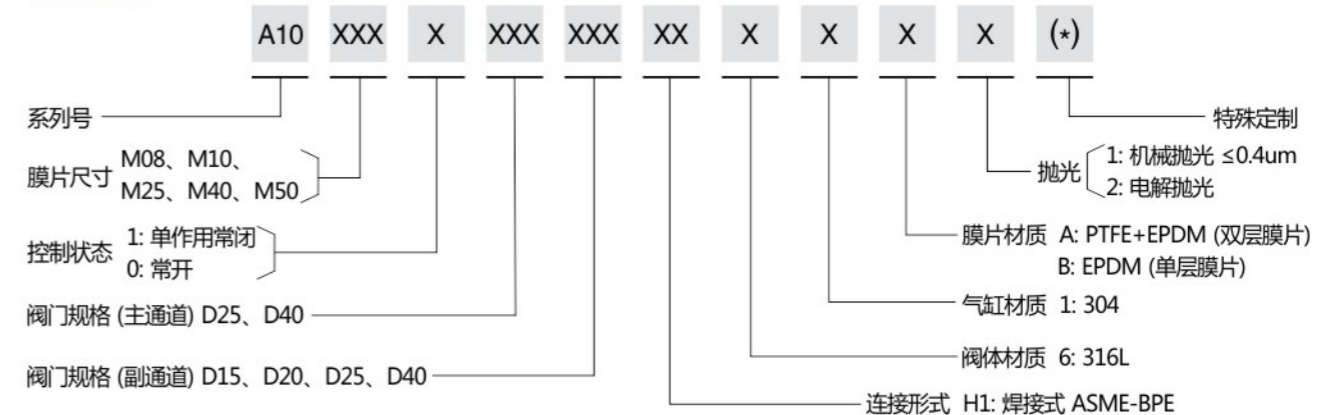 A10 XXX X XXX XXX XX X X X X (*)
系列号
特殊定制
膜片尺寸 M08、M10、
M25、M40、M50
抛光 1: 机械抛光 ≤0.4um
2: 电解抛光
控制状态 1: 单作用常闭
0: 常开
膜片材质 A: PTFE+EPDM (双层膜片)
B: EPDM (单层膜片)
阀门规格 (主通道) D25、D40
气缸材质 1: 304
阀体材质 6: 316L
阀门规格 (副通道) D15、D20、D25、D40
连接形式 H1: 焊接式 ASME-BPE